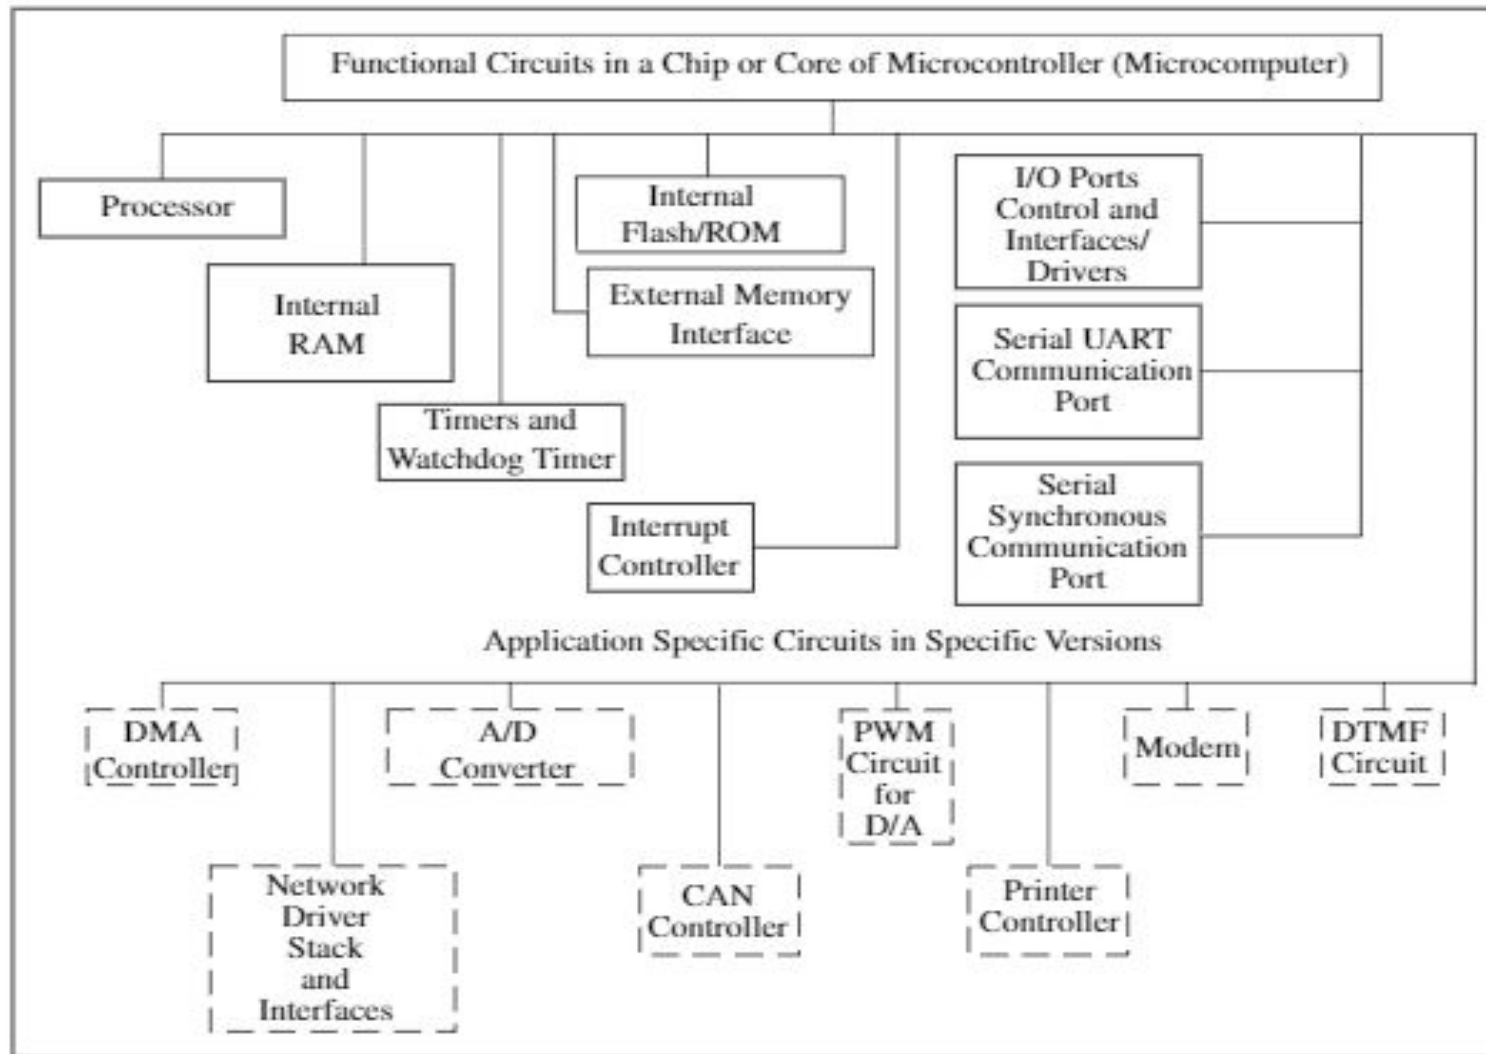 Functional Circuits in a Chip or Core of Microcontroller (Microcomputer)
Processor
Internal
RAM
Timers and
Watchdog Timer
Internal
Flash/ROM
External Memory
Interface
Interrupt
Controller
I/O Ports
Control and
Interfaces/
Drivers
Serial UART
Communication
Port
Serial
Synchronous
Communication
Port
Application Specific Circuits in Specific Versions
DMA
Controller
Network
Driver
Stack
and
Interfaces
A/D
Converter
CAN
Controller
PWM
Circuit
for
D/A
Printer
Controller
Modem
DTMF
Circuit